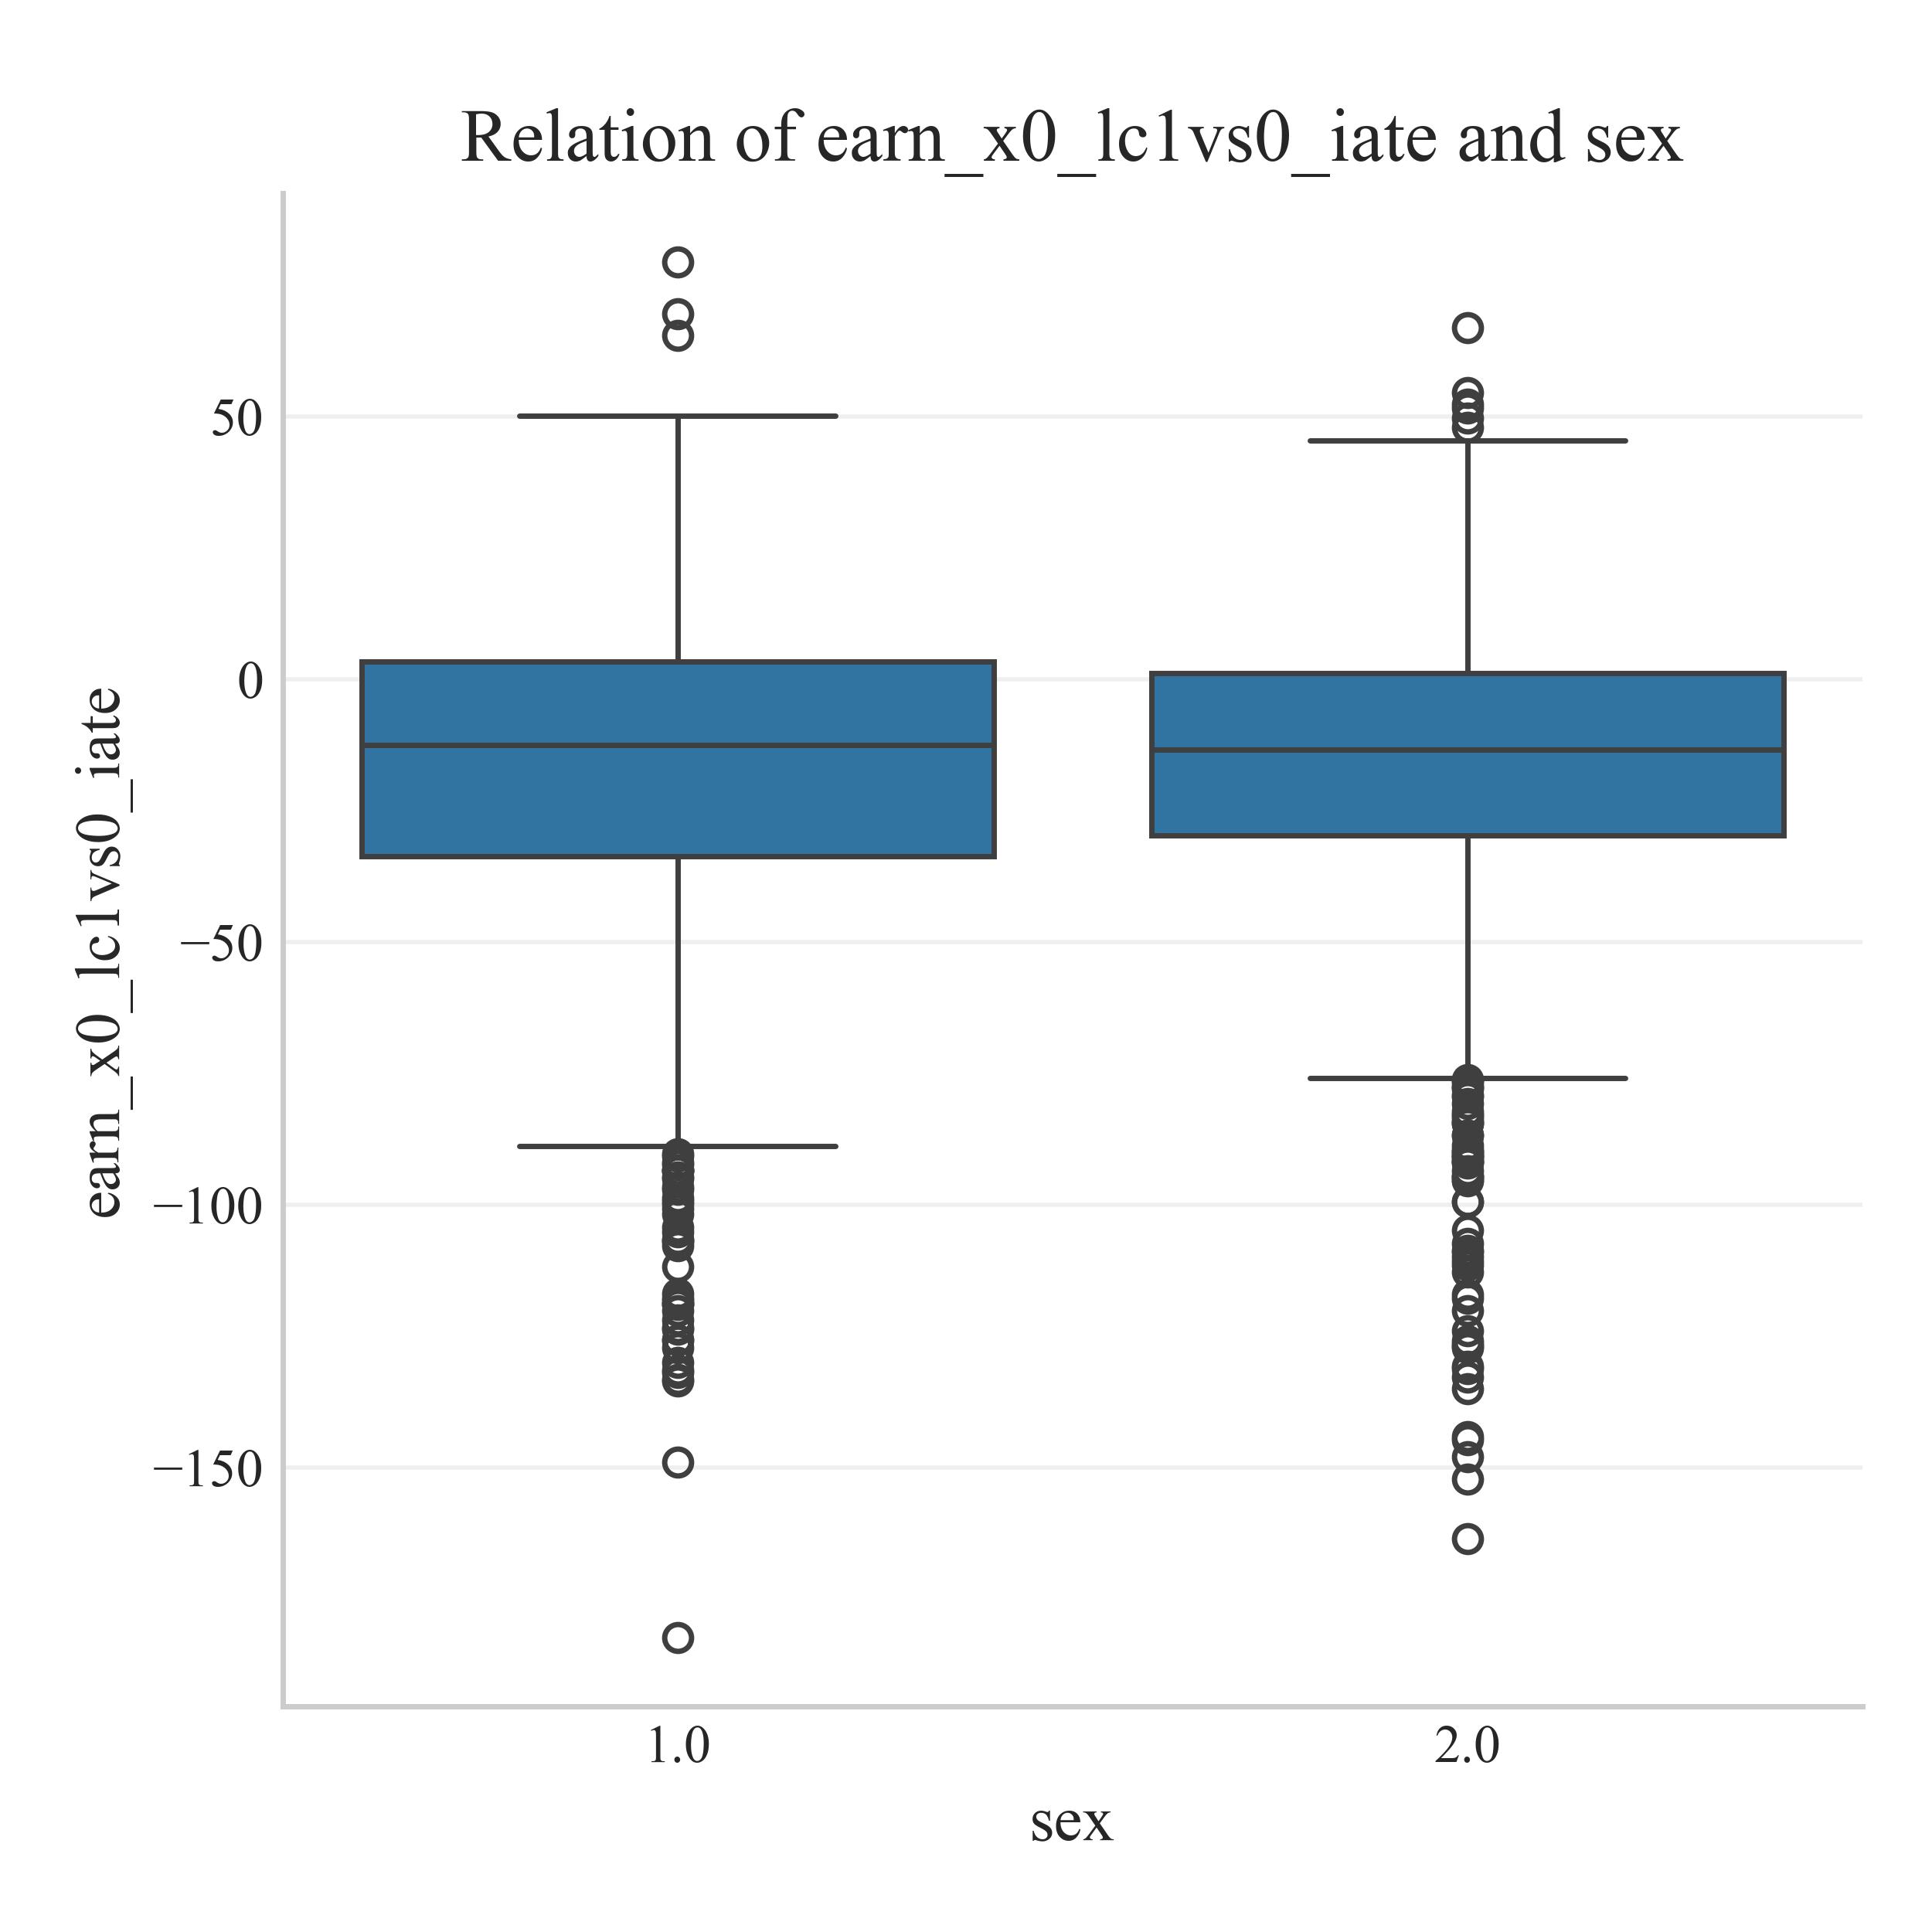 Relation of earn_x0_lc1vs0_iate and sex
earn_x0_lc1vs0_iate
50
0
−50
−100
−150
1.0
2.0
sex